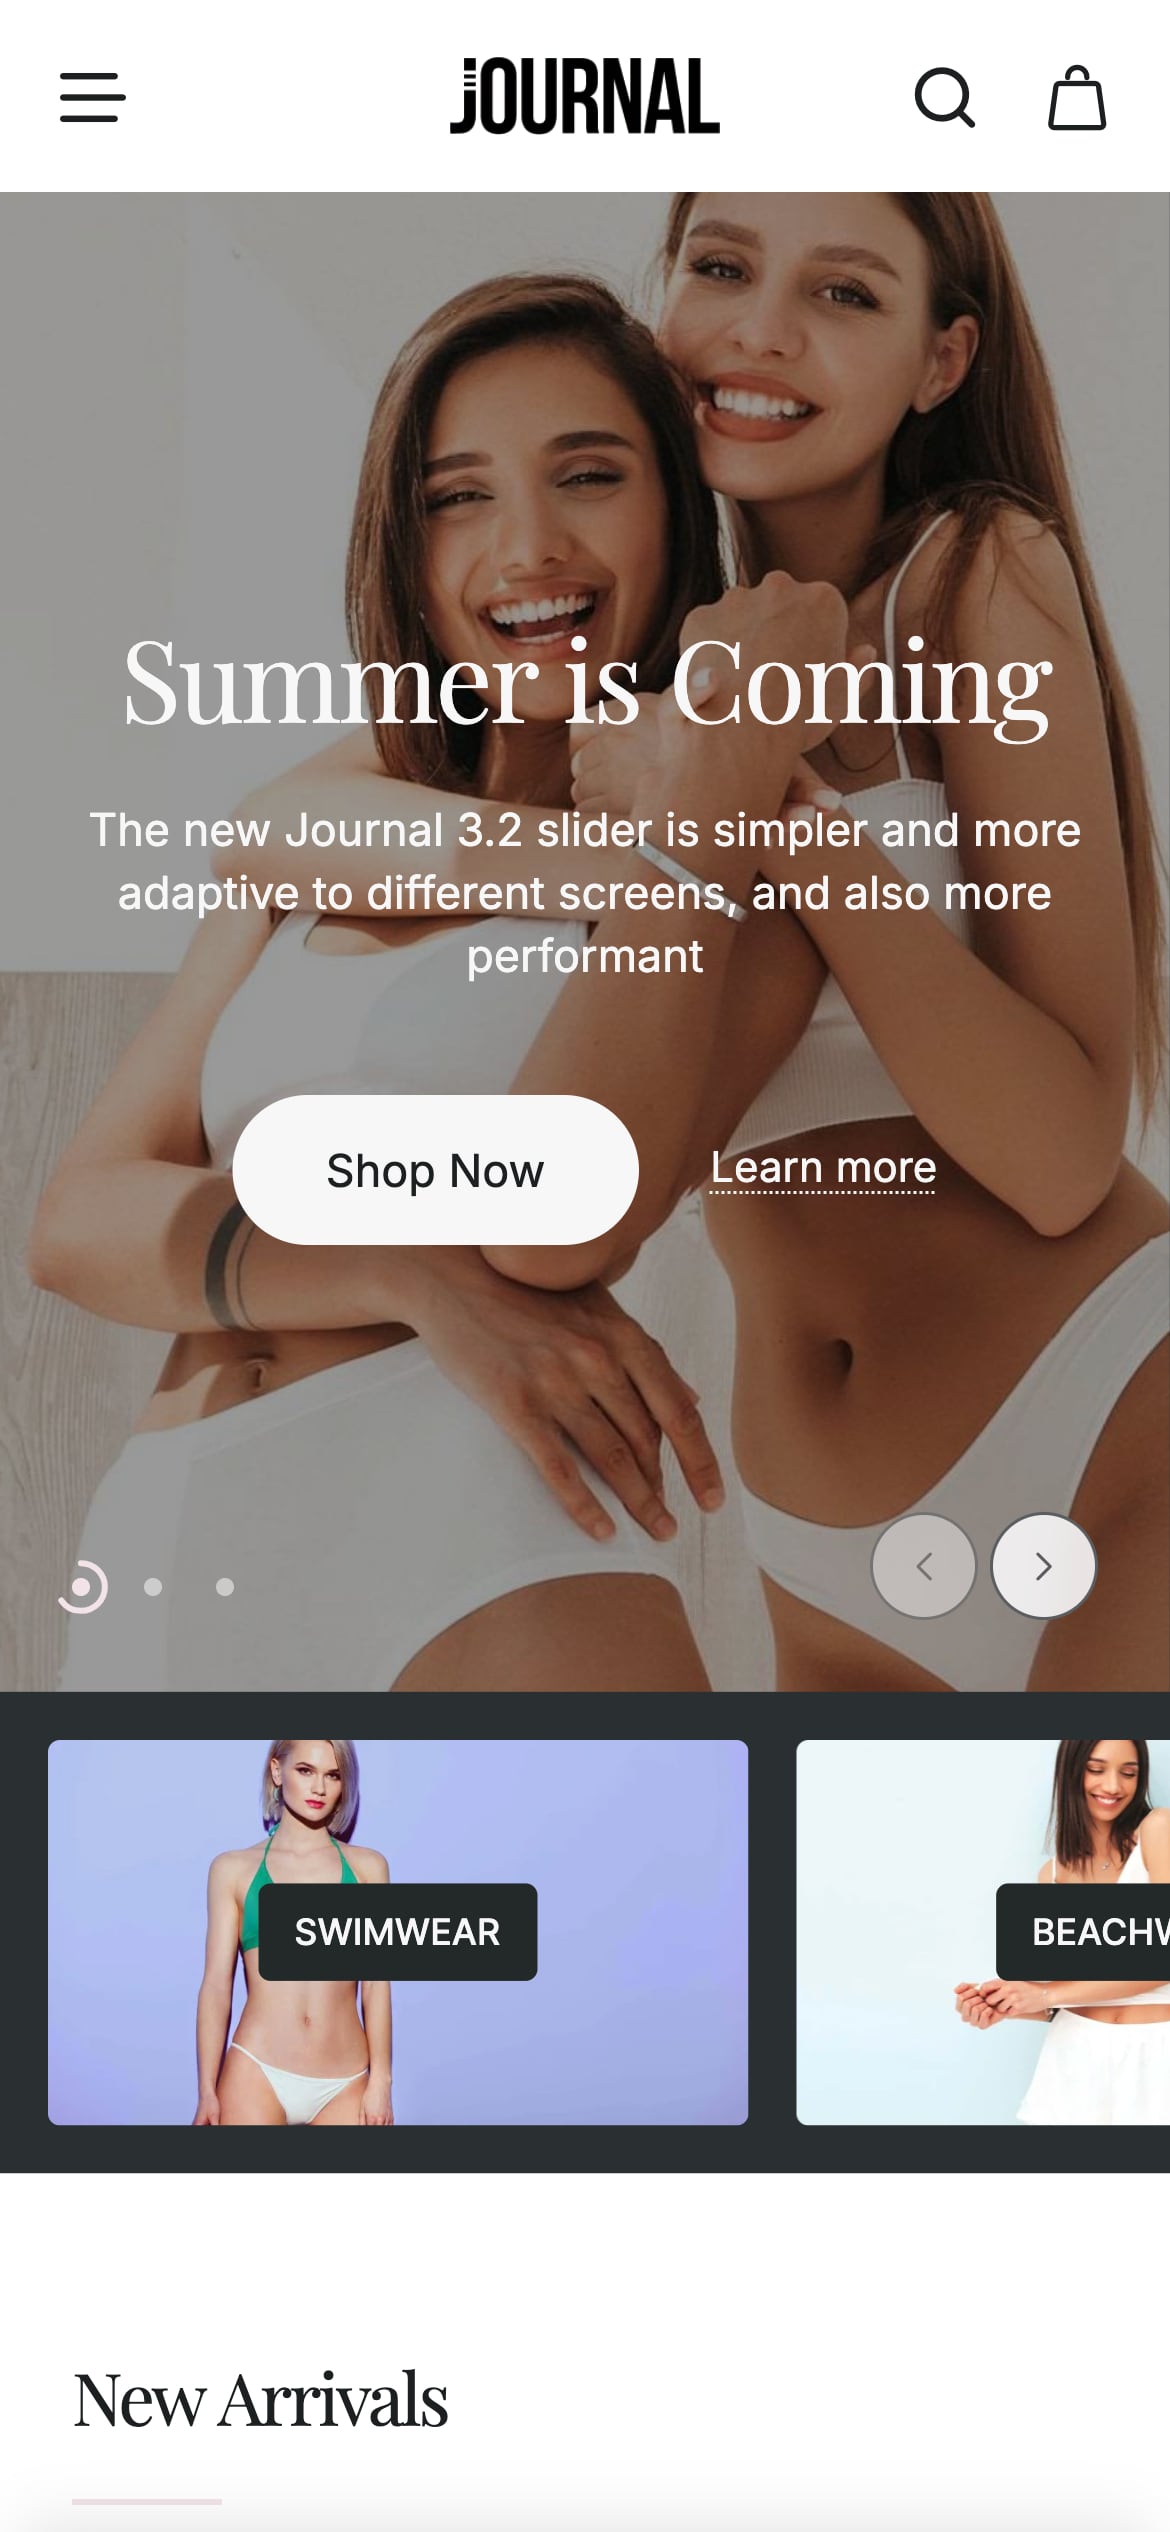 JOURNAL
Summer is Coming
The new Journal 3.2 slider is simpler and more
adaptive to different screens, and also more
performant
Shop Now
Learn more
SWIMWEAR
New Arrivals